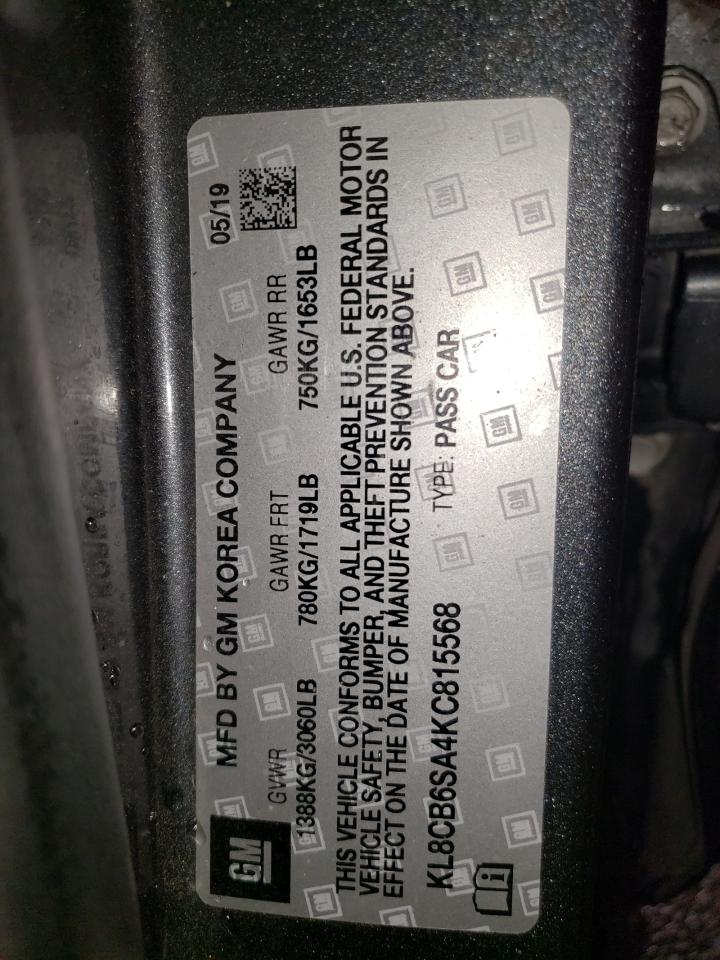 GM
MFD BY GM KOREA COMPANY 05/19
GVWR GAWR FRT GAWR RR
1388KG/3060LB 780KG/1719LB 750KG/1653LB
THIS VEHICLE CONFORMS TO ALL APPLICABLE U.S. FEDERAL MOTOR
VEHICLE SAFETY, BUMPER, AND THEFT PREVENTION STANDARDS IN
EFFECT ON THE DATE OF MANUFACTURE SHOWN ABOVE.
KL8CB6SA4KC815568 TYPE: PASS CAR